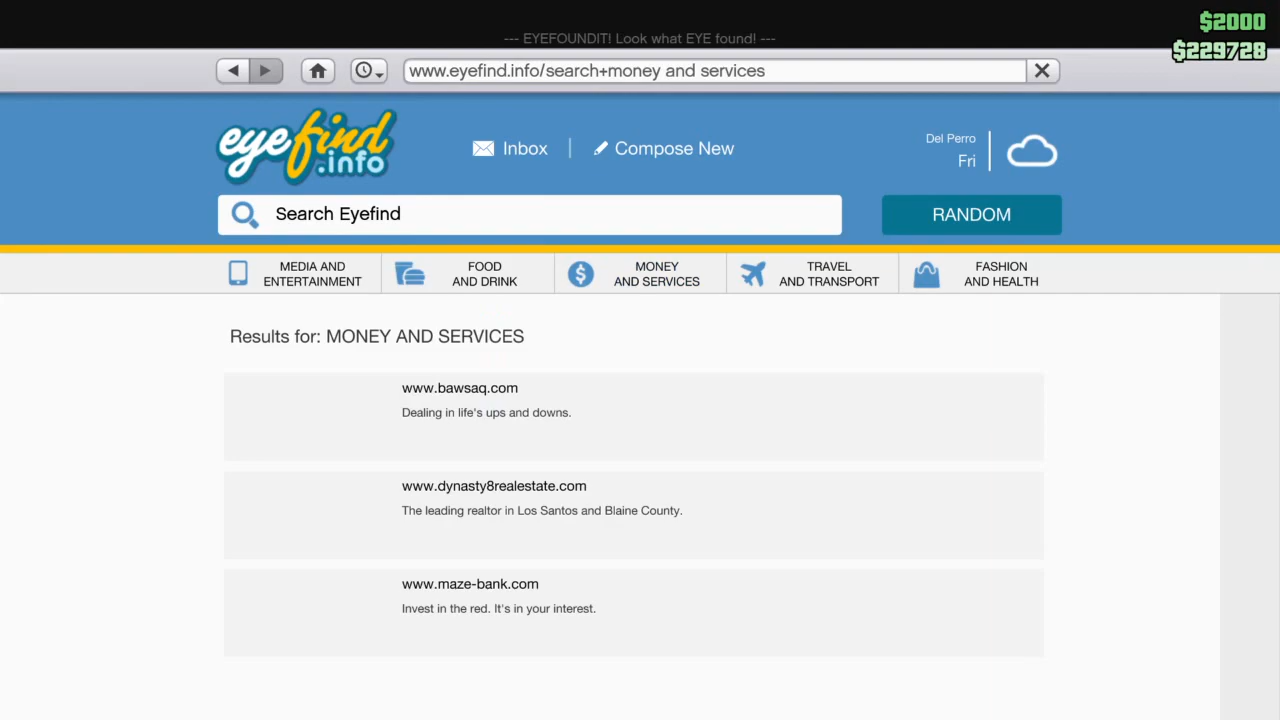 $2000
--- EYEFOUNDIT! Look what EYE found! ---
$229728
www.eyefind.info/search+money and services
eyefind
.info
Inbox
Compose New
Del Perro
Fri
Search Eyefind
RANDOM
MEDIA AND
ENTERTAINMENT
FOOD
AND DRINK
MONEY
AND SERVICES
TRAVEL
AND TRANSPORT
FASHION
AND HEALTH
Results for: MONEY AND SERVICES
www.bawsaq.com
Dealing in life's ups and downs.
www.dynasty8realestate.com
The leading realtor in Los Santos and Blaine County.
www.maze-bank.com
Invest in the red. It's in your interest.